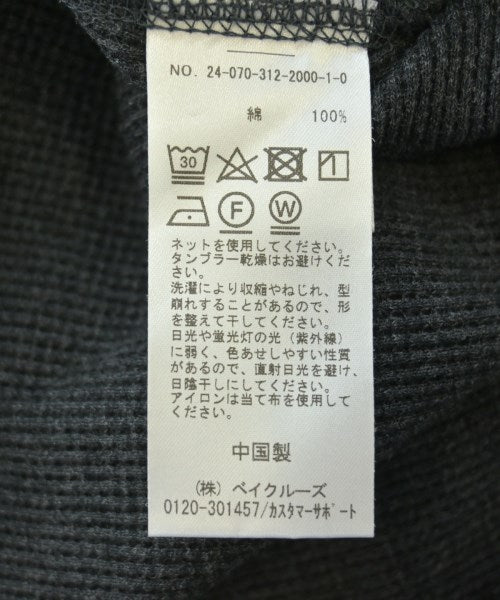 NO. 24-070-312-2000-1-0
綿 100%
30
F W
ネットを使用してください。
タンブラー乾燥はお避けくだ
さい。
洗濯により収縮やねじれ、型
崩れすることがあるので、形
を整えて干してください。
日光や蛍光灯の光(紫外線)
に弱く、色あせしやすい性質
があるので、直射日光を避け、
日陰干しにしてください。
アイロンは当て布を使用して
ください。
中国製
(株) ベイクルーズ
0120-301457/カスタマーサポート